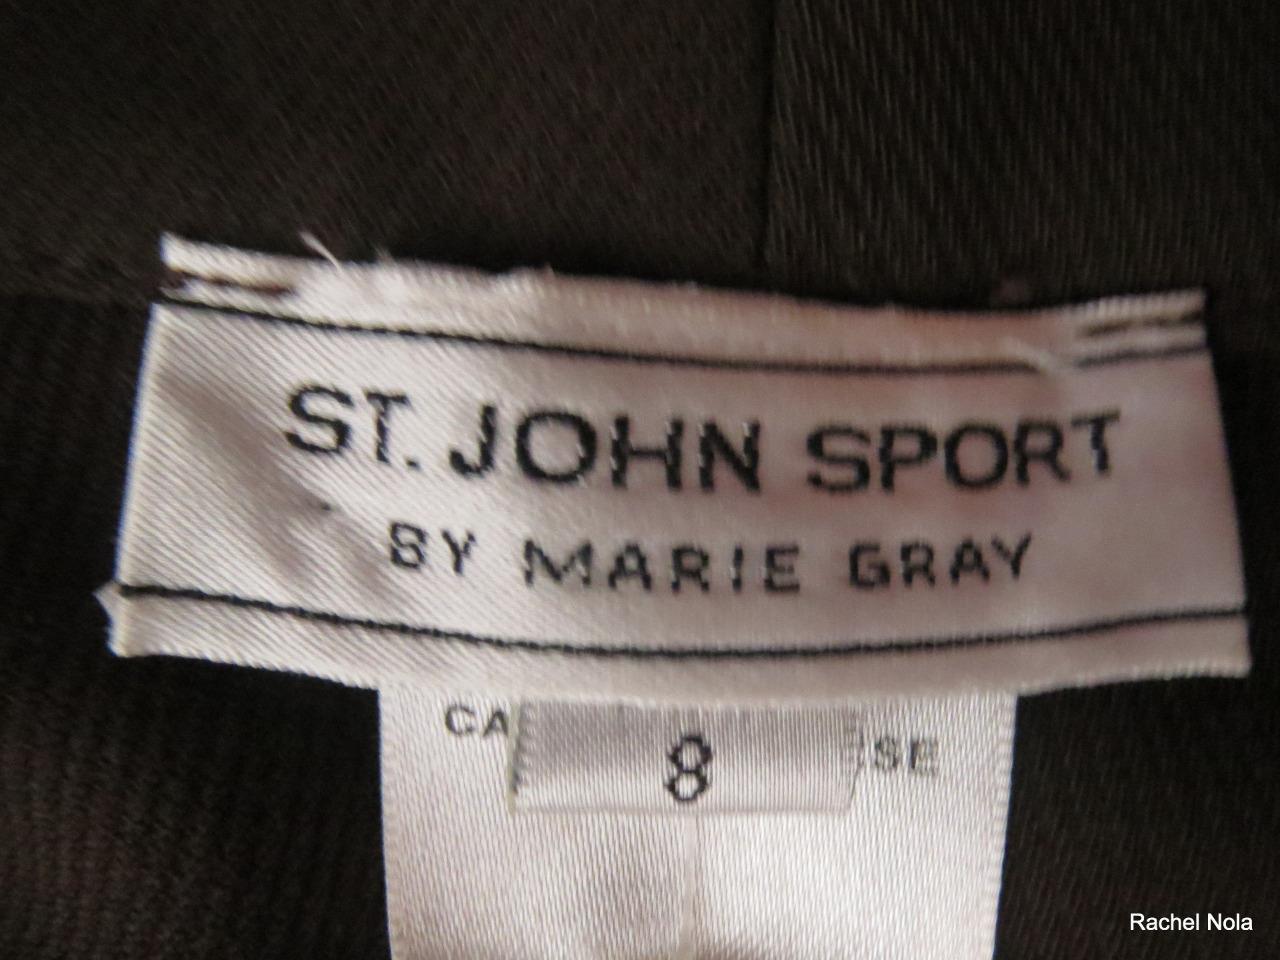 ST. JOHN SPORT
BY MARIE GRAY
8
Rachel Nola